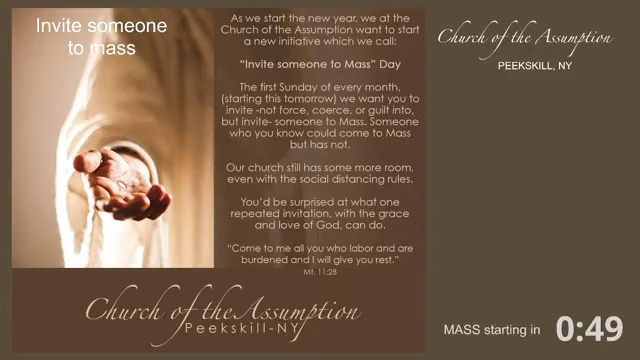 Invite someone
to mass
As we start the new year, we at the
Church of the Assumption want to start
a new initiative which we call:
“Invite someone to Mass” Day
The first Sunday of every month,
(starting this tomorrow) we want you to
invite -not force, coerce, or guilt into,
but invite- someone to Mass. Someone
who you know could come to Mass
but has not.
Our church still has some more room,
even with the social distancing rules.
You’d be surprised at what one
repeated invitation, with the grace
and love of God, can do.
“Come to me all you who labor and are
burdened and I will give you rest.”
Mt. 11:28
Church of the Assumption
Peekskill-NY
Church of the Assumption
PEEKSKILL, NY
MASS starting in 0:49